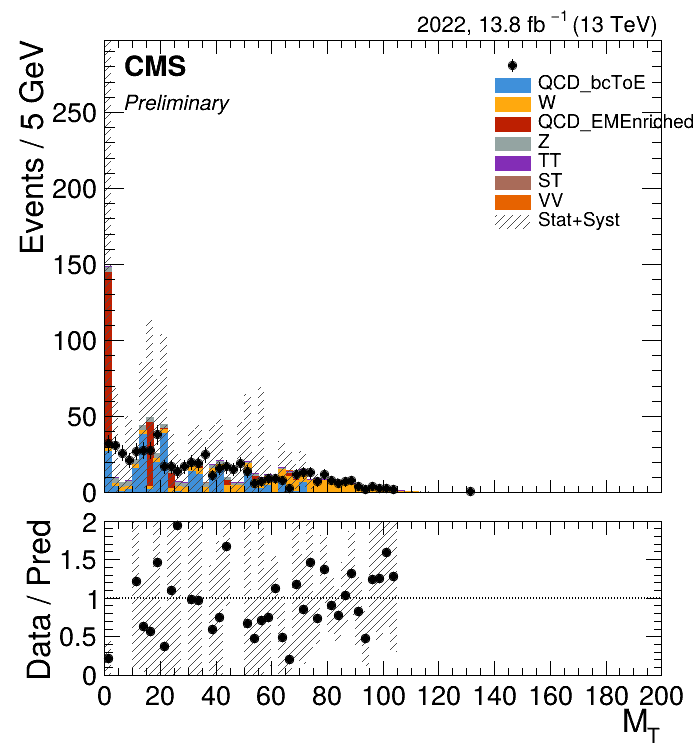 2022, 13.8 fb⁻¹ (13 TeV)
CMS
Preliminary
QCD_bcToE
W
QCD_EMEnriched
Z
TT
ST
VV
Stat+Syst
Events / 5 GeV
250
200
150
100
50
0
Data / Pred
2
1.5
1
0.5
0
0 20 40 60 80 100 120 140 160 180 200
M_T